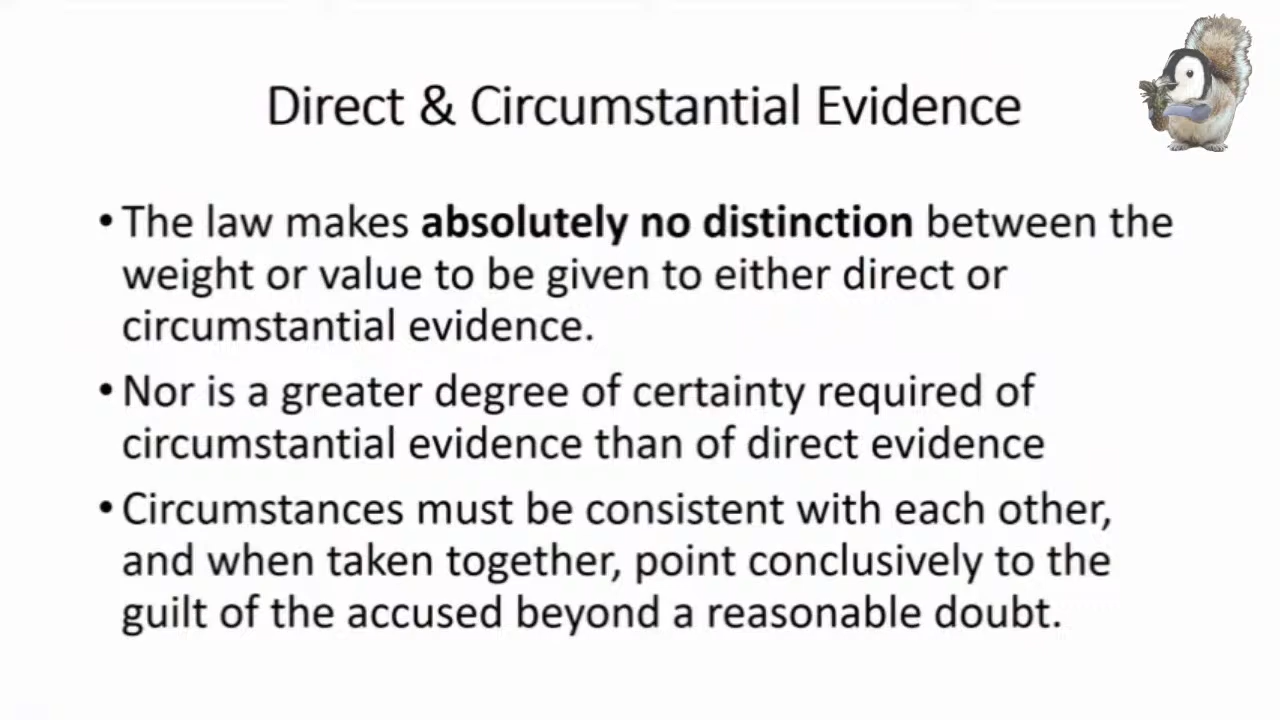 Direct & Circumstantial Evidence
• The law makes absolutely no distinction between the
weight or value to be given to either direct or
circumstantial evidence.
• Nor is a greater degree of certainty required of
circumstantial evidence than of direct evidence
• Circumstances must be consistent with each other,
and when taken together, point conclusively to the
guilt of the accused beyond a reasonable doubt.